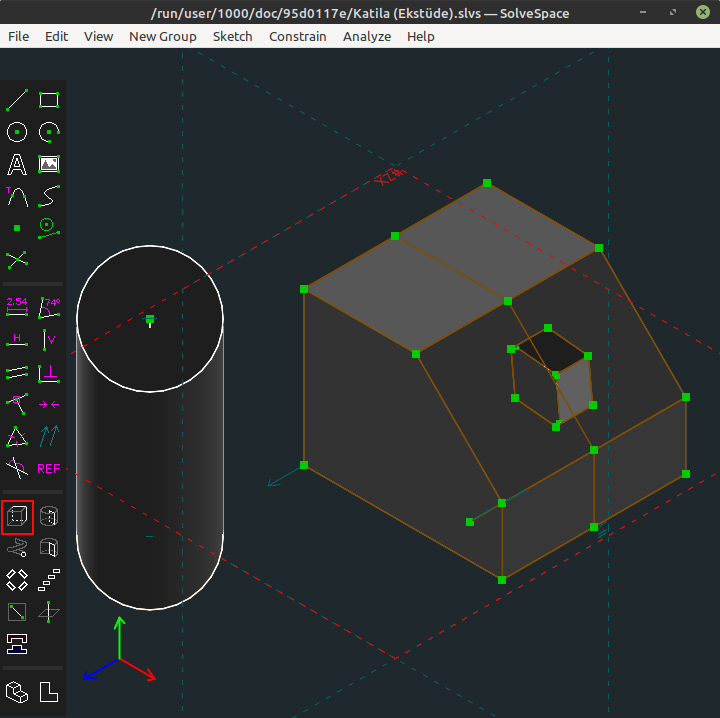 /run/user/1000/doc/95d0117e/Katila (Ekstüde).slvs — SolveSpace
File Edit View New Group Sketch Constrain Analyze Help
A
T
2.54 74°
H V
REF